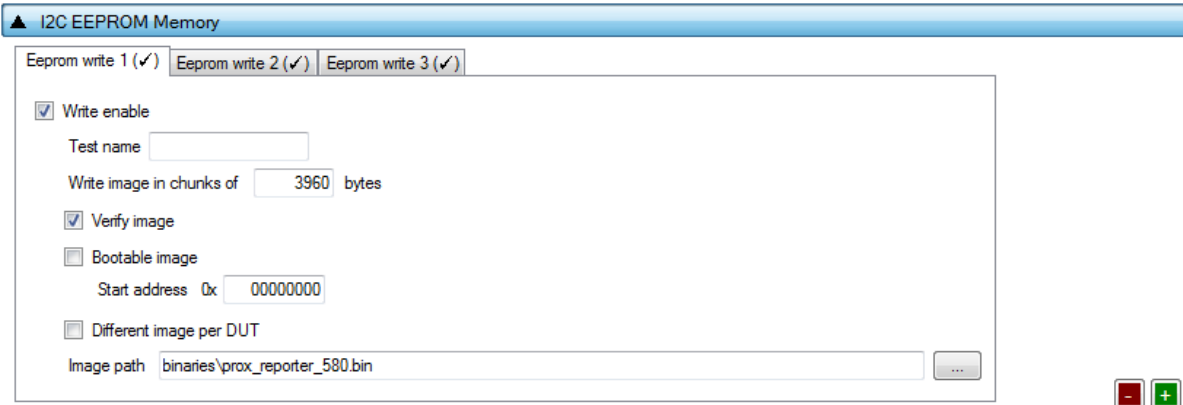 ▲ I2C EEPROM Memory
Eeprom write 1 (✓) Eeprom write 2 (✓) Eeprom write 3 (✓)
Write enable
Test name
Write image in chunks of 3960 bytes
Verify image
Bootable image
Start address 0x 00000000
Different image per DUT
Image path binaries\prox_reporter_580.bin ...
- +